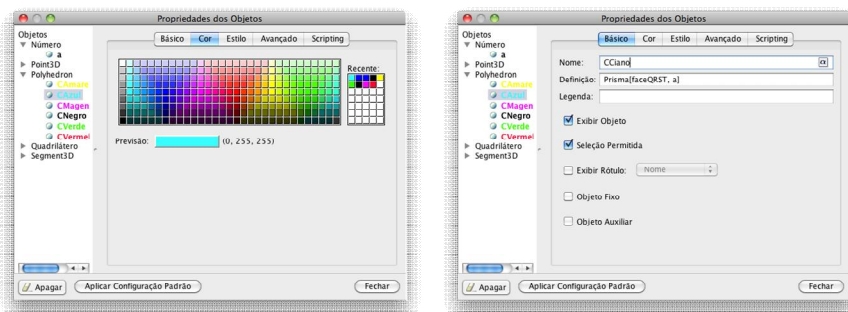 Propriedades dos Objetos
Objetos
Número
a
Point3D
Polyhedron
CAmare
CAzul
CMagen
CNegro
CVerde
CVermel
Quadrilátero
Segment3D
Básico Cor Estilo Avançado Scripting
Recente:
Previsão: (0, 255, 255)
Apagar Aplicar Configuração Padrão Fechar
Propriedades dos Objetos
Objetos
Número
a
Point3D
Polyhedron
CAmare
CAzul
CMagen
CNegro
CVerde
CVermel
Quadrilátero
Segment3D
Básico Cor Estilo Avançado Scripting
Nome: CCiano α
Definição: Prisma[faceQRST, a]
Legenda:
Exibir Objeto
Seleção Permitida
Exibir Rótulo: Nome
Objeto Fixo
Objeto Auxiliar
Apagar Aplicar Configuração Padrão Fechar